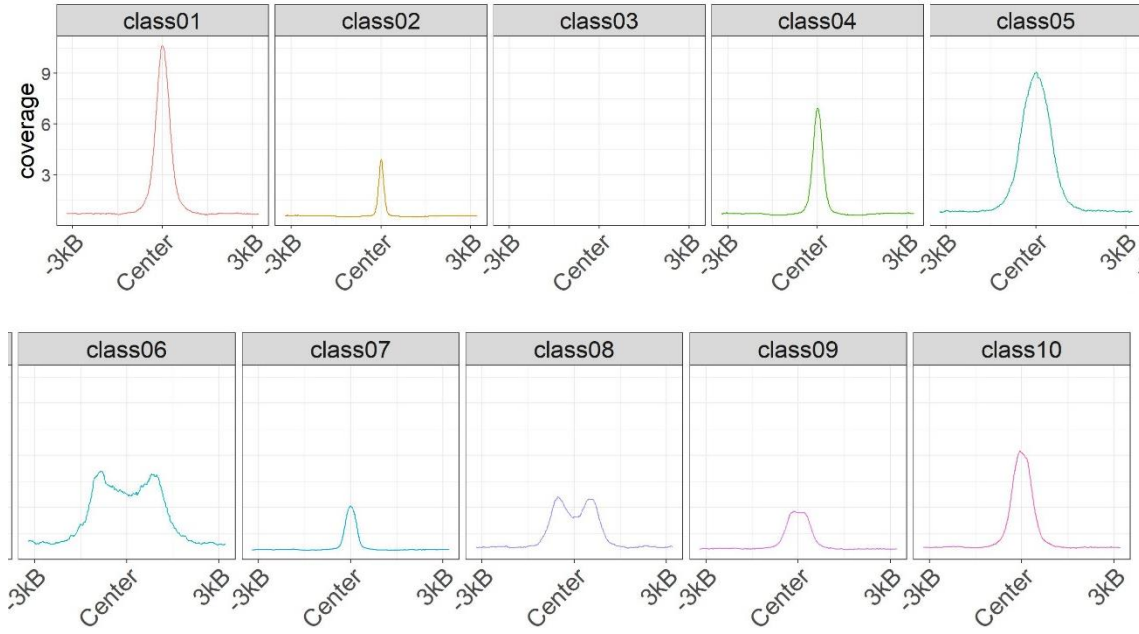 class01 class02 class03 class04 class05
coverage
9
6
3
-3kB Center 3kB -3kB Center 3kB -3kB Center 3kB -3kB Center 3kB -3kB Center 3kB
class06 class07 class08 class09 class10
-3kB Center 3kB -3kB Center 3kB -3kB Center 3kB -3kB Center 3kB -3kB Center 3kB